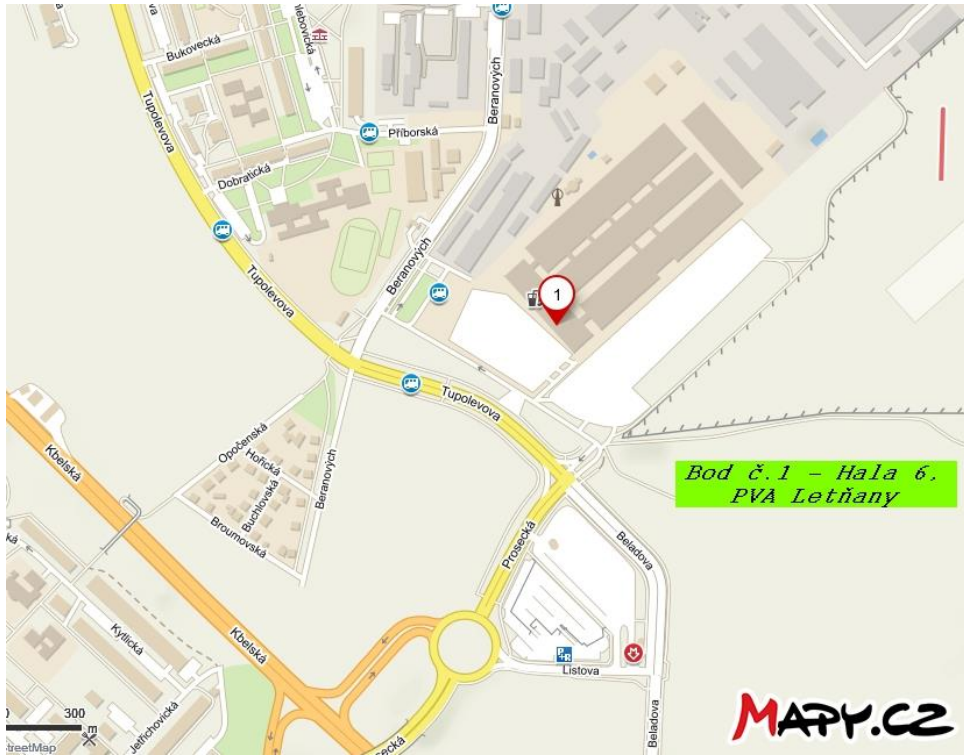 Bukovecká
Tupolevova
Beranových
Příborská
Dobratická
Beranových
Tupolevova
1
Tupolevova
Opočenská
Hořická
Buchlovská
Broumovská
Beranových
Kbelská
Bod č.1 - Hala 6,
PVA Letňany
Prosecká
Beladova
Kytlická
Kbelská
P+R
Listova
Jetřichovická
Beladova
300
m
Prosecká
MAPY.CZ